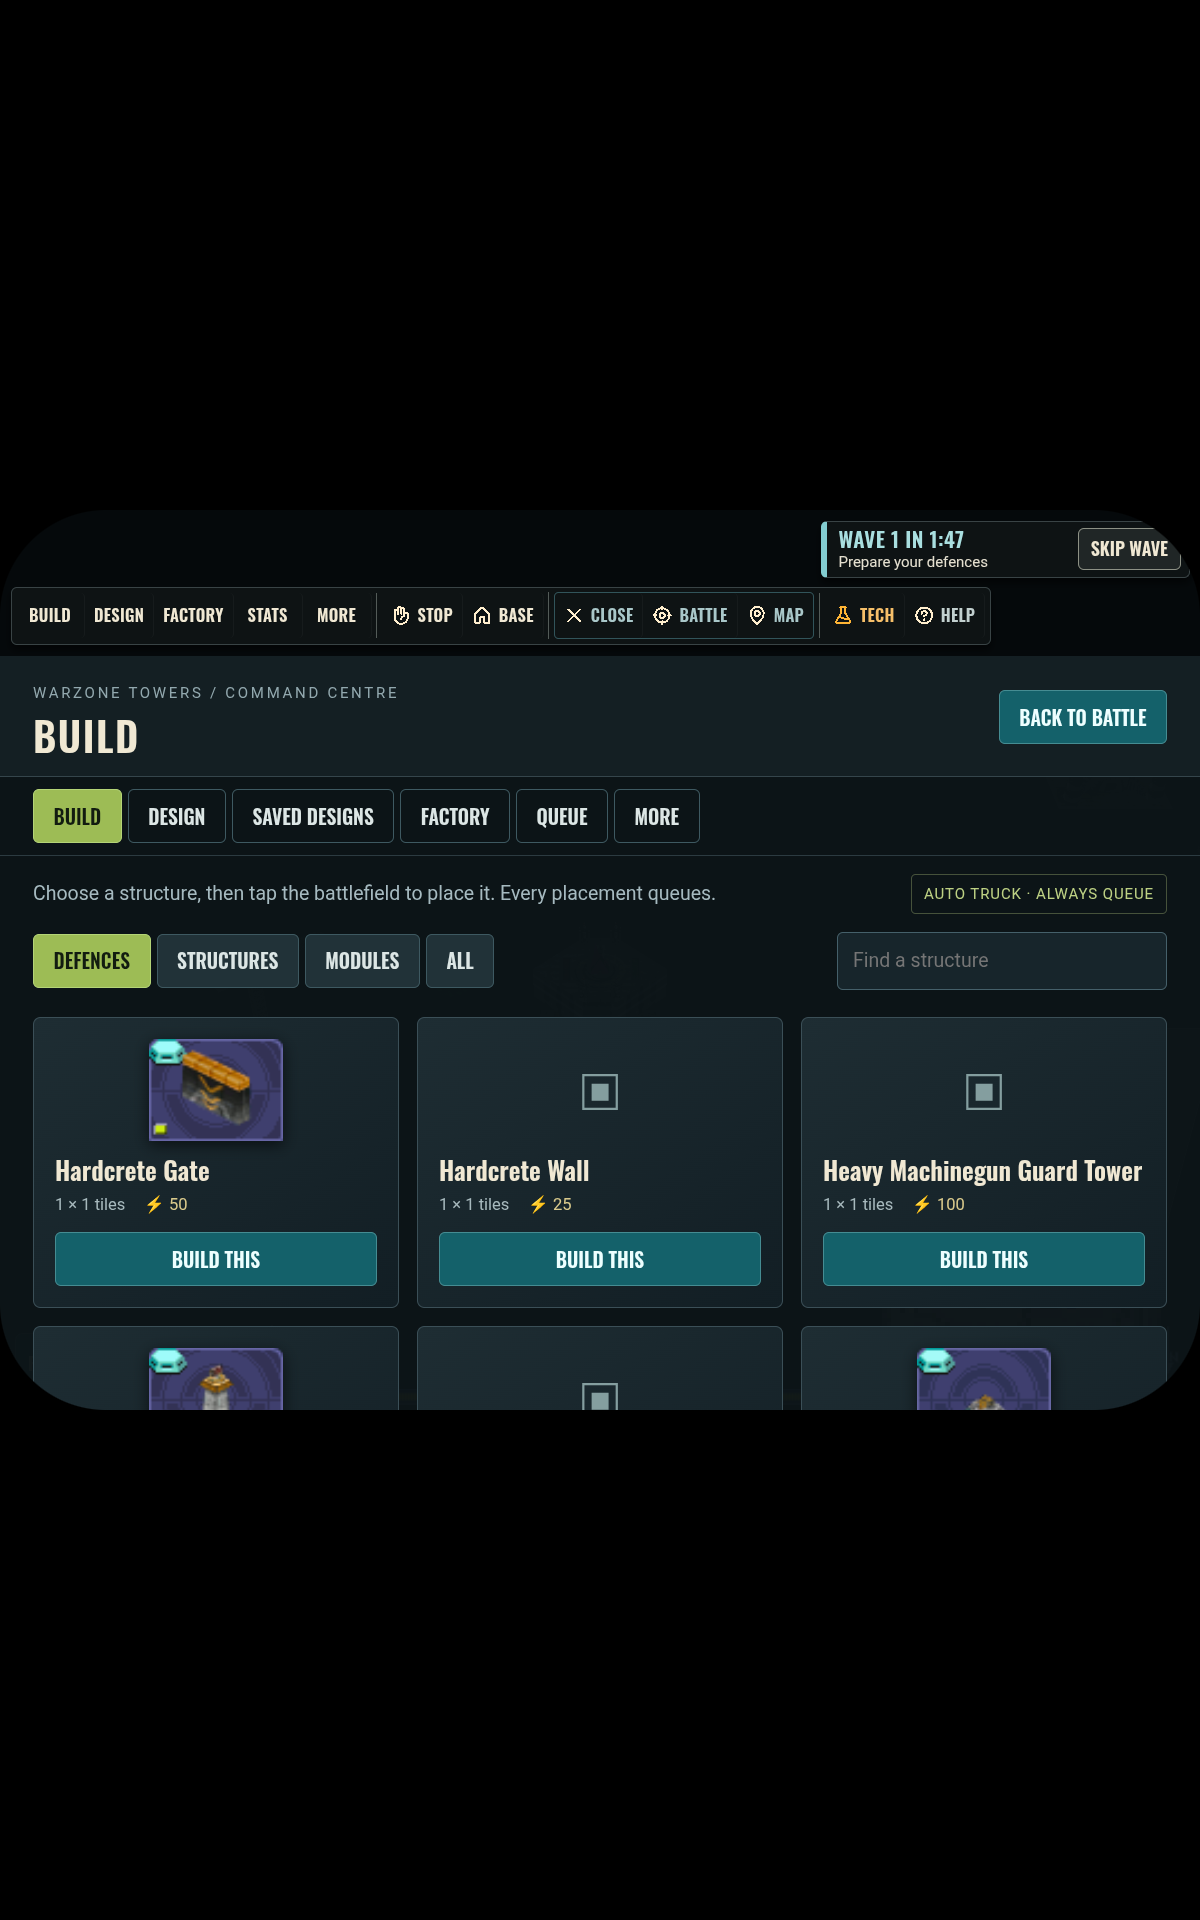 WAVE 1 IN 1:47
Prepare your defences
SKIP WAVE
BUILD DESIGN FACTORY STATS MORE STOP BASE CLOSE BATTLE MAP TECH HELP
WARZONE TOWERS / COMMAND CENTRE
BUILD
BACK TO BATTLE
BUILD DESIGN SAVED DESIGNS FACTORY QUEUE MORE
Choose a structure, then tap the battlefield to place it. Every placement queues.
AUTO TRUCK · ALWAYS QUEUE
DEFENCES STRUCTURES MODULES ALL
Find a structure
Hardcrete Gate
1 × 1 tiles ⚡ 50
BUILD THIS
Hardcrete Wall
1 × 1 tiles ⚡ 25
BUILD THIS
Heavy Machinegun Guard Tower
1 × 1 tiles ⚡ 100
BUILD THIS